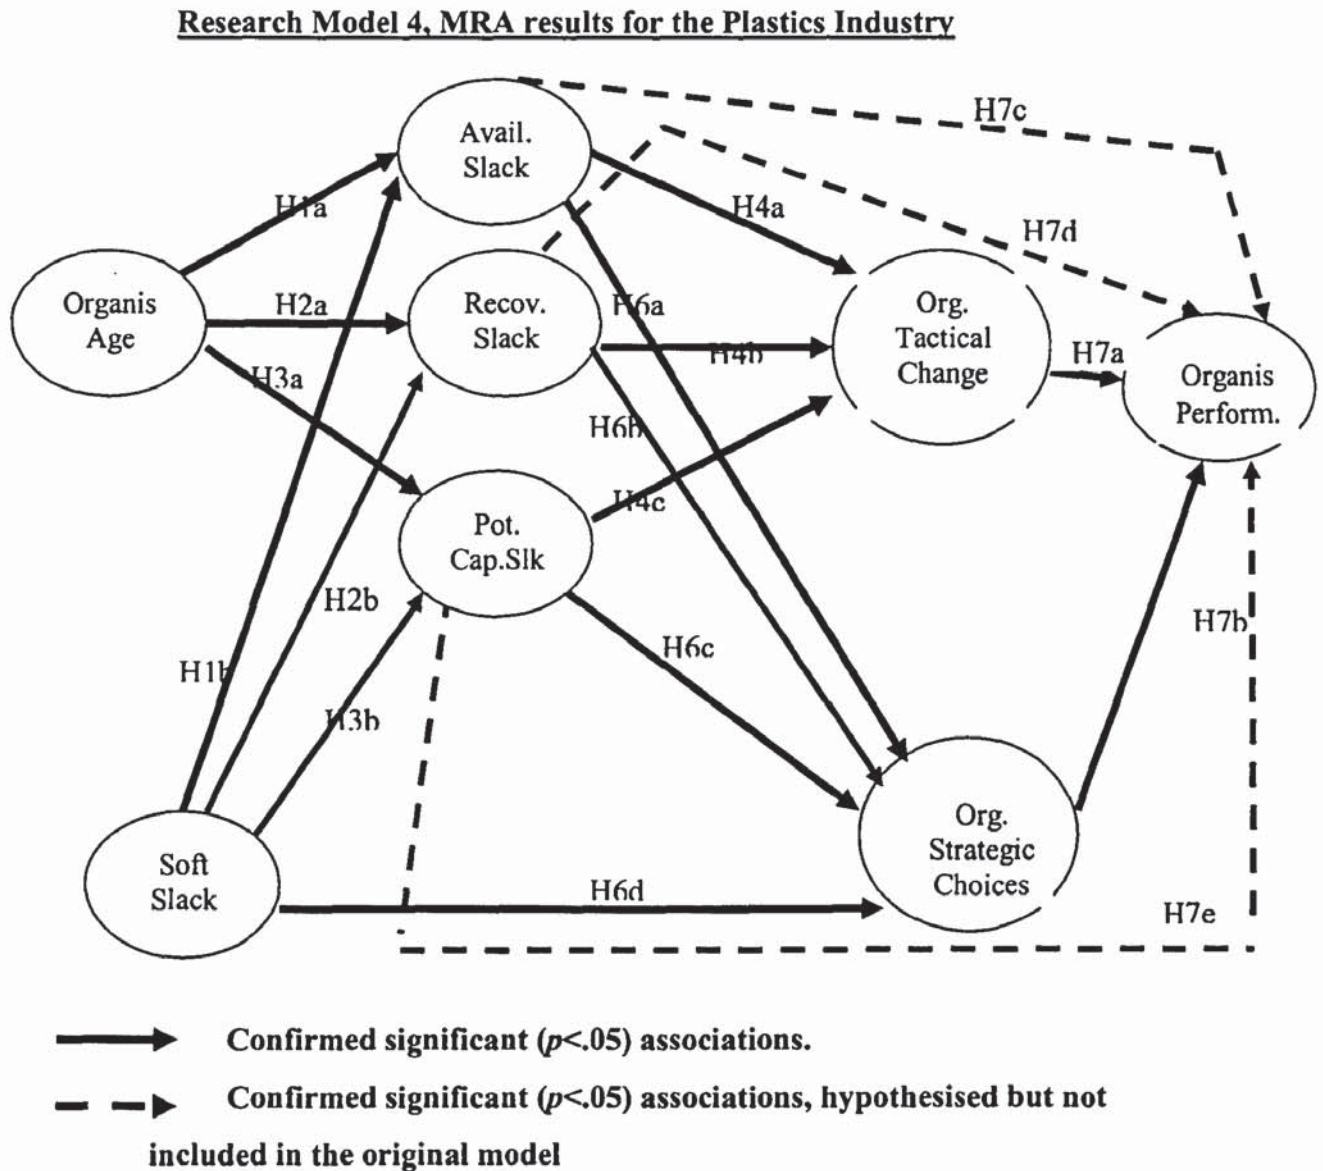 Research Model 4, MRA results for the Plastics Industry
H7c
Avail.
Slack
H1a
H4a
H7d
Organis
Age
H2a
Recov.
Slack
H6a
H4b
Org.
Tactical
Change
H7a
Organis
Perform.
H3a
H6b
H4c
Pot.
Cap.Slk
H2b
H1b
H3b
H6c
H7b
Soft
Slack
H6d
Org.
Strategic
Choices
H7e
Confirmed significant (p<.05) associations.
Confirmed significant (p<.05) associations, hypothesised but not
included in the original model